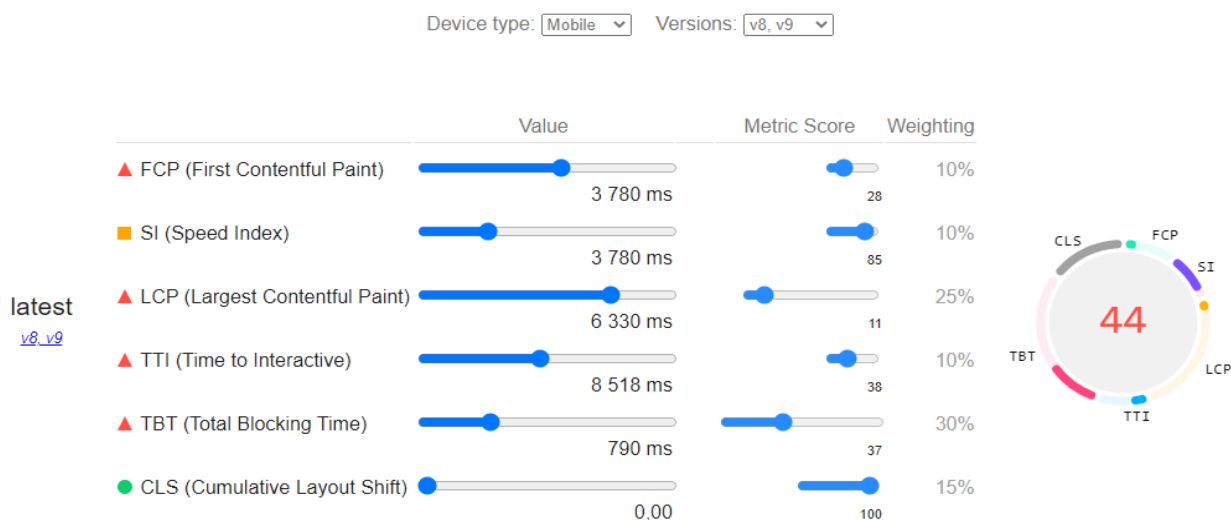 Device type: Mobile Versions: v8, v9
Value Metric Score Weighting
FCP (First Contentful Paint) 10%
3 780 ms 28
SI (Speed Index) 10%
3 780 ms 85
LCP (Largest Contentful Paint) 25%
6 330 ms 11
latest
v8, v9
TTI (Time to Interactive) 10%
8 518 ms 38
TBT (Total Blocking Time) 30%
790 ms 37
CLS (Cumulative Layout Shift) 15%
0,00 100
CLS FCP
SI
44
TBT LCP
TTI